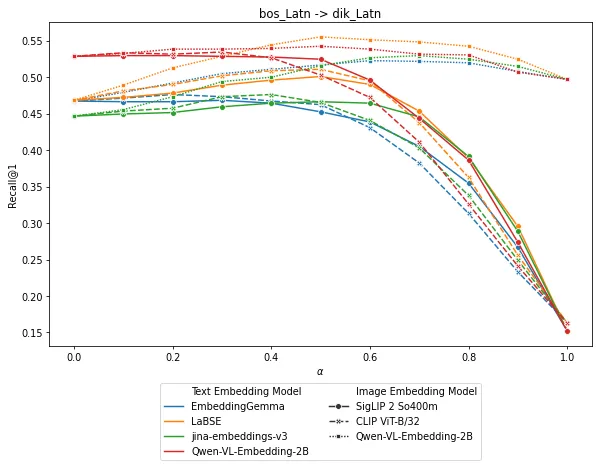 bos_Latn -> dik_Latn
Recall@1
0.55
0.50
0.45
0.40
0.35
0.30
0.25
0.20
0.15
0.0
0.2
0.4
0.6
0.8
1.0
α
Text Embedding Model
EmbeddingGemma
LaBSE
jina-embeddings-v3
Qwen-VL-Embedding-2B
Image Embedding Model
SigLIP 2 So400m
CLIP ViT-B/32
Qwen-VL-Embedding-2B